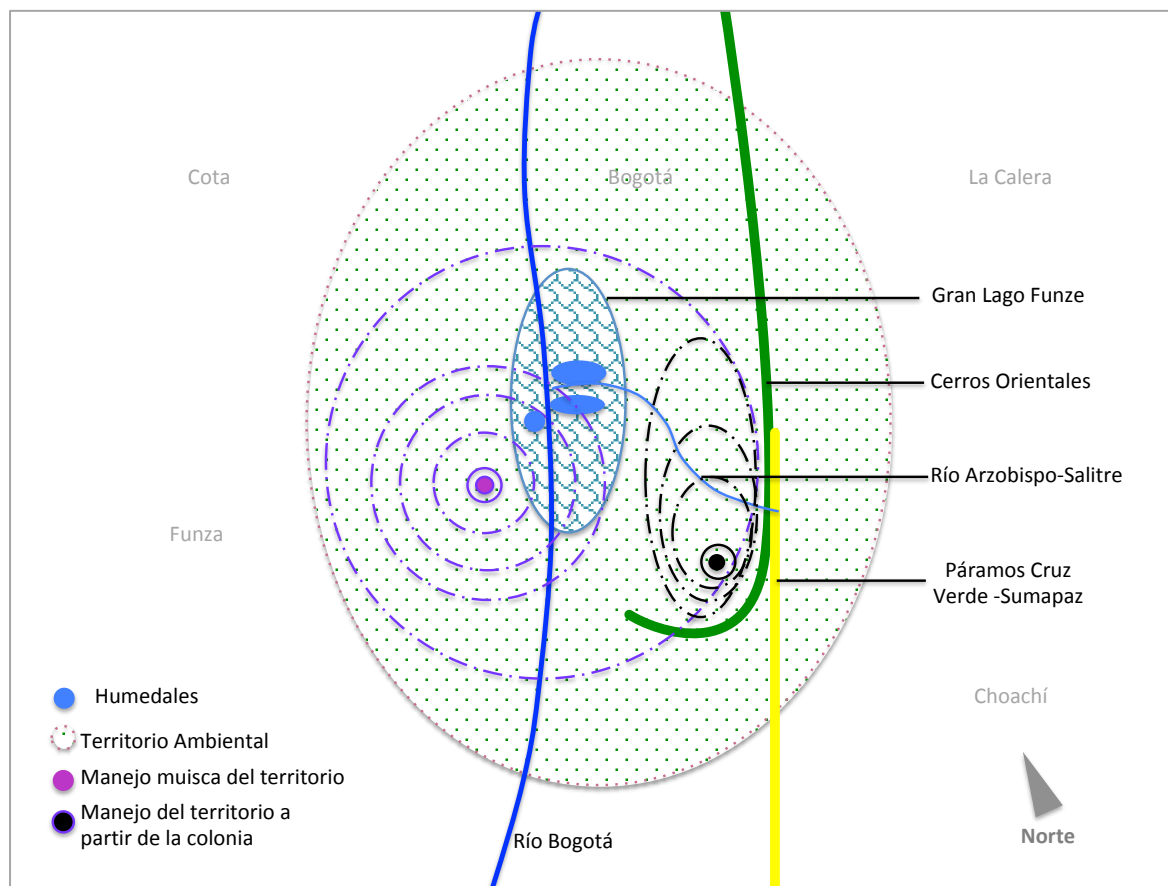 Cota
Bogotá
La Calera
Gran Lago Funze
Cerros Orientales
Río Arzobispo-Salitre
Funza
Páramos Cruz
Verde -Sumapaz
Choachí
Humedales
Territorio Ambiental
Manejo muisca del territorio
Manejo del territorio a
partir de la colonia
Río Bogotá
Norte